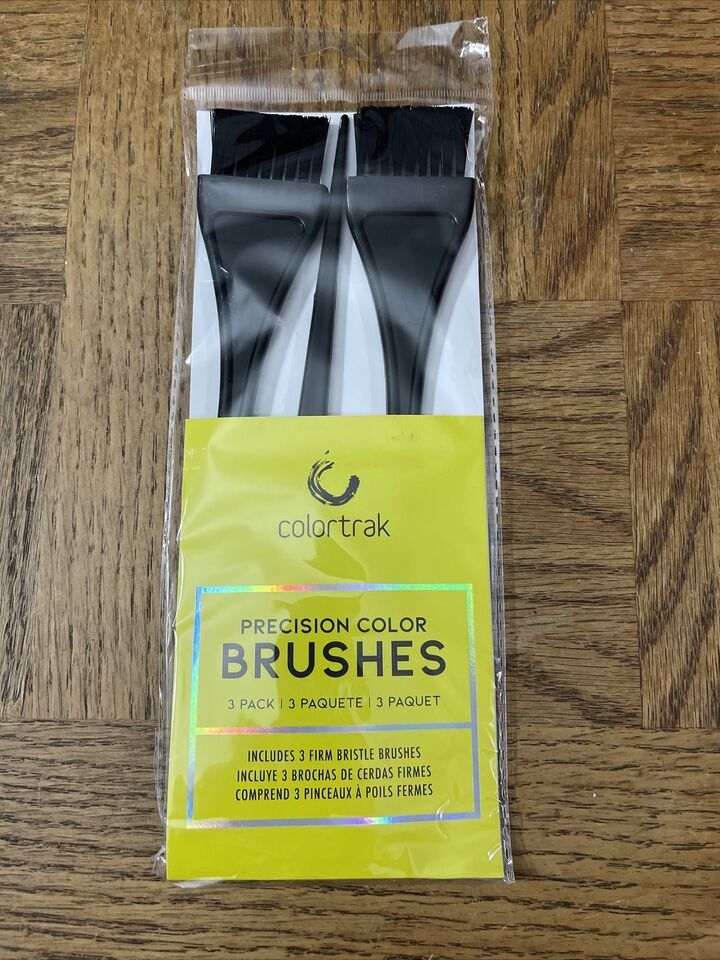 colortrak
PRECISION COLOR
BRUSHES
3 PACK | 3 PAQUETE | 3 PAQUET
INCLUDES 3 FIRM BRISTLE BRUSHES
INCLUYE 3 BROCHAS DE CERDAS FIRMES
COMPREND 3 PINCEAUX À POILS FERMES